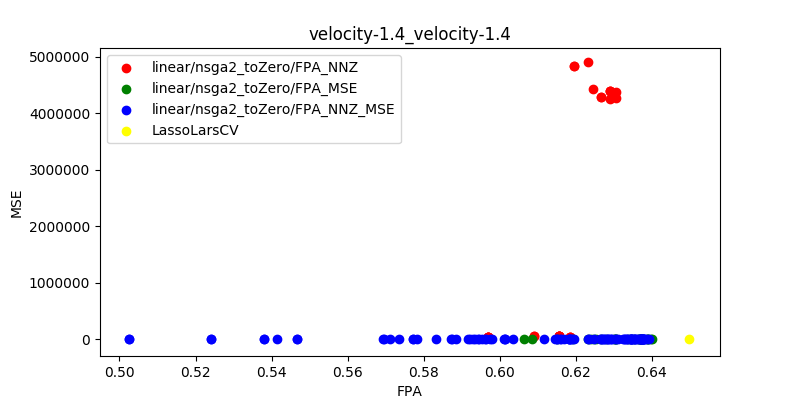 velocity-1.4_velocity-1.4
linear/nsga2_toZero/FPA_NNZ
linear/nsga2_toZero/FPA_MSE
linear/nsga2_toZero/FPA_NNZ_MSE
LassoLarsCV
5000000
4000000
3000000
2000000
1000000
0
MSE
0.50 0.52 0.54 0.56 0.58 0.60 0.62 0.64
FPA